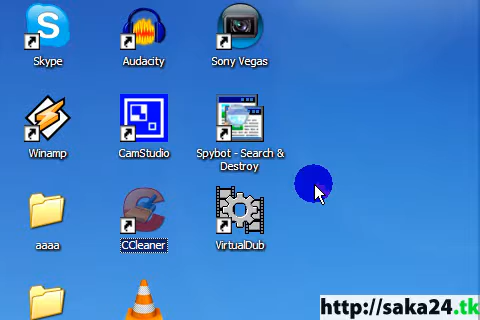 Skype
Audacity
Sony Vegas
Winamp
CamStudio
Spybot - Search &
Destroy
aaaa
CCleaner
VirtualDub
http://saka24.tk